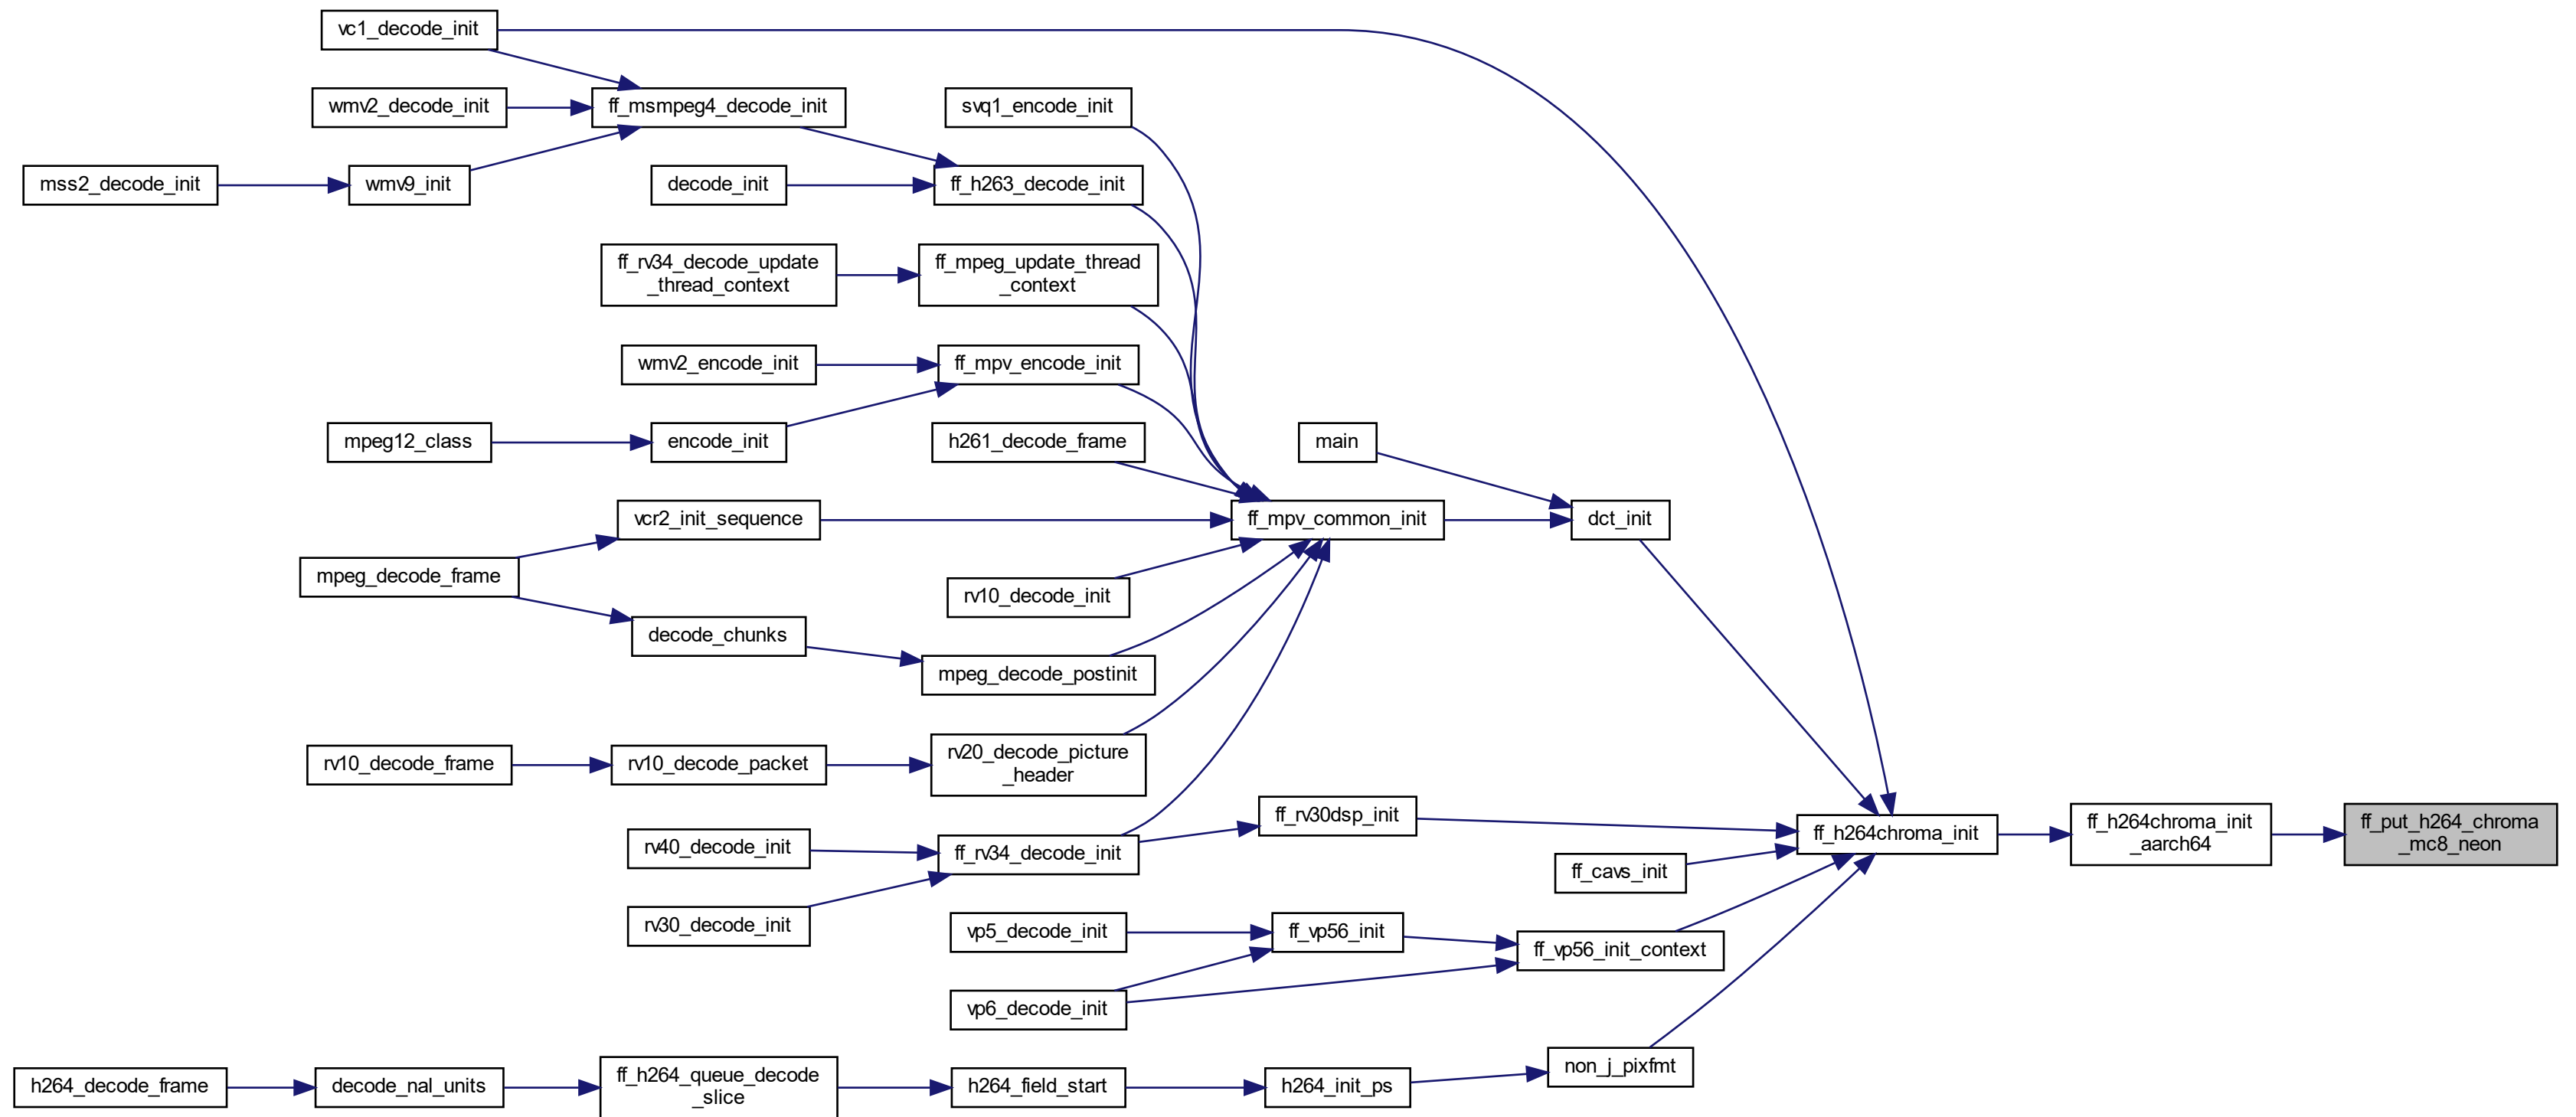 vc1_decode_init
wmv2_decode_init
ff_msmpeg4_decode_init
svq1_encode_init
mss2_decode_init
wmv9_init
decode_init
ff_h263_decode_init
ff_rv34_decode_update
_thread_context
ff_mpeg_update_thread
_context
wmv2_encode_init
ff_mpv_encode_init
mpeg12_class
encode_init
h261_decode_frame
main
vcr2_init_sequence
ff_mpv_common_init
dct_init
mpeg_decode_frame
rv10_decode_init
decode_chunks
mpeg_decode_postinit
rv10_decode_frame
rv10_decode_packet
rv20_decode_picture
_header
rv40_decode_init
ff_rv34_decode_init
ff_rv30dsp_init
ff_h264chroma_init
ff_h264chroma_init
_aarch64
ff_put_h264_chroma
_mc8_neon
ff_cavs_init
rv30_decode_init
vp5_decode_init
ff_vp56_init
ff_vp56_init_context
vp6_decode_init
h264_decode_frame
decode_nal_units
ff_h264_queue_decode
_slice
h264_field_start
h264_init_ps
non_j_pixfmt